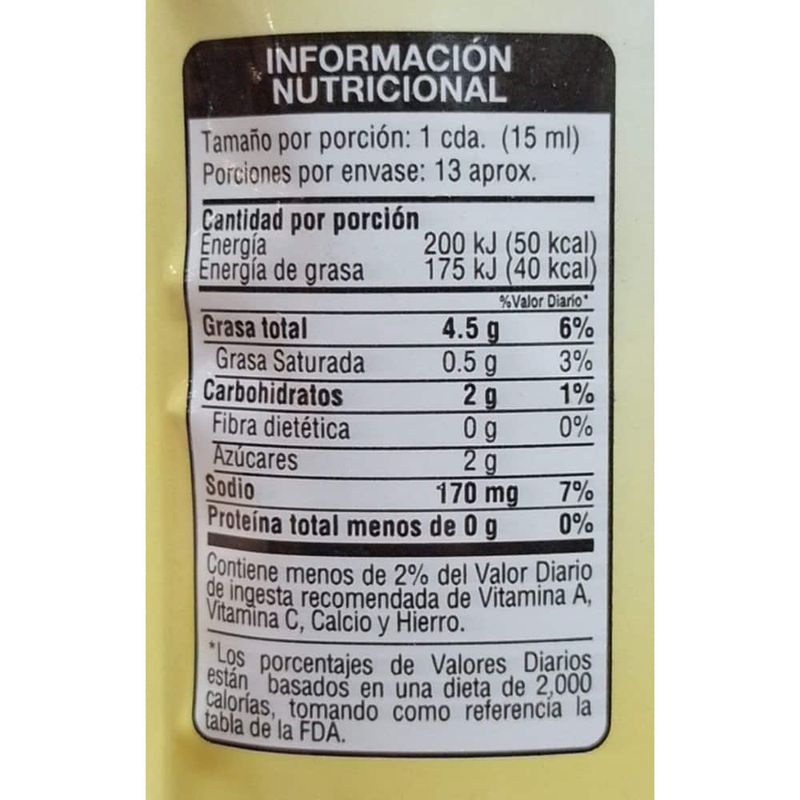 INFORMACIÓN
NUTRICIONAL
Tamaño por porción: 1 cda. (15 ml)
Porciones por envase: 13 aprox.
Cantidad por porción
Energía 200 kJ (50 kcal)
Energía de grasa 175 kJ (40 kcal)
%Valor Diario*
Grasa total 4.5 g 6%
Grasa Saturada 0.5 g 3%
Carbohidratos 2 g 1%
Fibra dietética 0 g 0%
Azúcares 2 g
Sodio 170 mg 7%
Proteína total menos de 0 g 0%
Contiene menos de 2% del Valor Diario
de ingesta recomendada de Vitamina A,
Vitamina C, Calcio y Hierro.
*Los porcentajes de Valores Diarios
están basados en una dieta de 2,000
calorías, tomando como referencia la
tabla de la FDA.